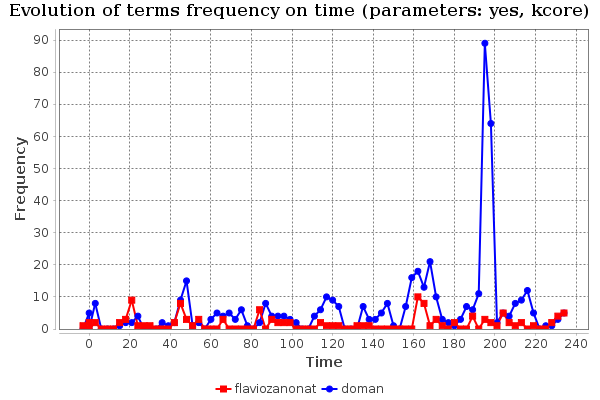 Evolution of terms frequency on time (parameters: yes, kcore)
90
80
70
60
50
40
30
20
10
0
Frequency
0 20 40 60 80 100 120 140 160 180 200 220 240
Time
flaviozanonat doman